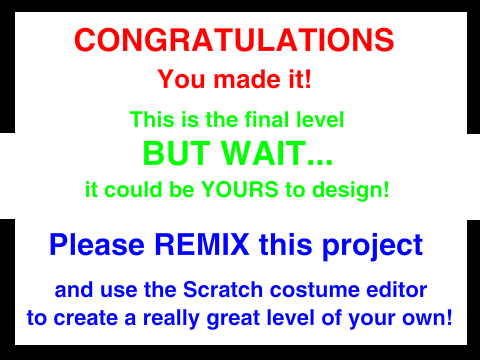 CONGRATULATIONS
You made it!
This is the final level
BUT WAIT...
it could be YOURS to design!
Please REMIX this project
and use the Scratch costume editor
to create a really great level of your own!